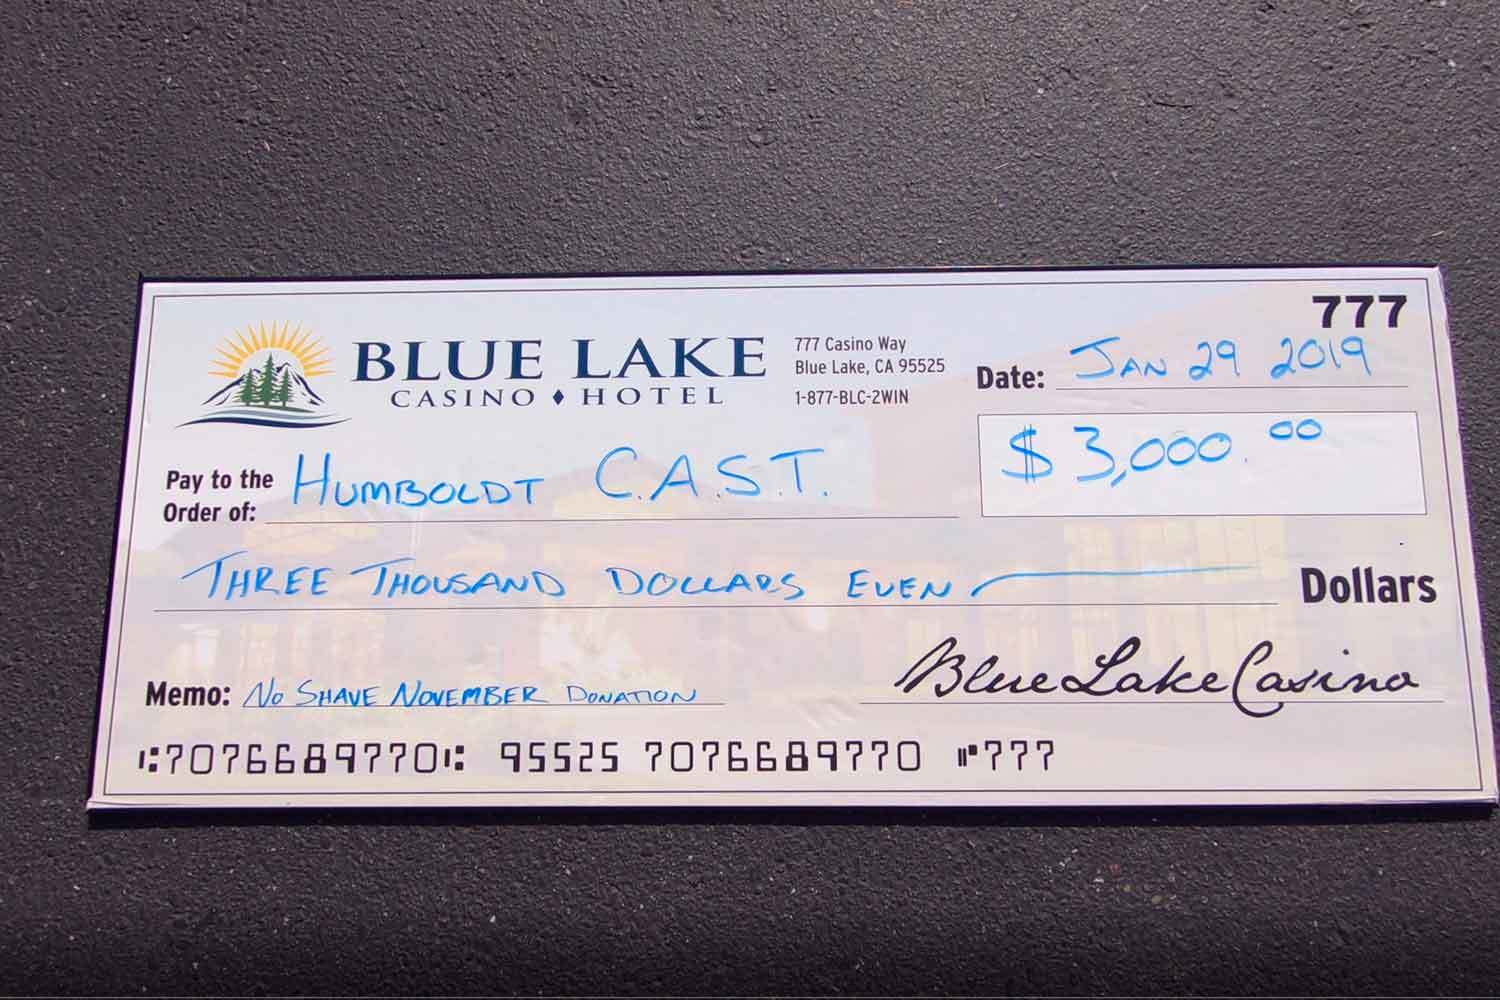 777
BLUE LAKE
CASINO ♦ HOTEL
777 Casino Way
Blue Lake, CA 95525
1-877-BLC-2WIN
Date: JAN 29 2019
Pay to the
Order of: HUMBOLDT C.A.S.T.
$ 3,000.00
THREE THOUSAND DOLLARS EVEN Dollars
Memo: NO SHAVE NOVEMBER DONATION
Blue Lake Casino
⑆7076689770⑆ 95525 7076689770 ⑈777